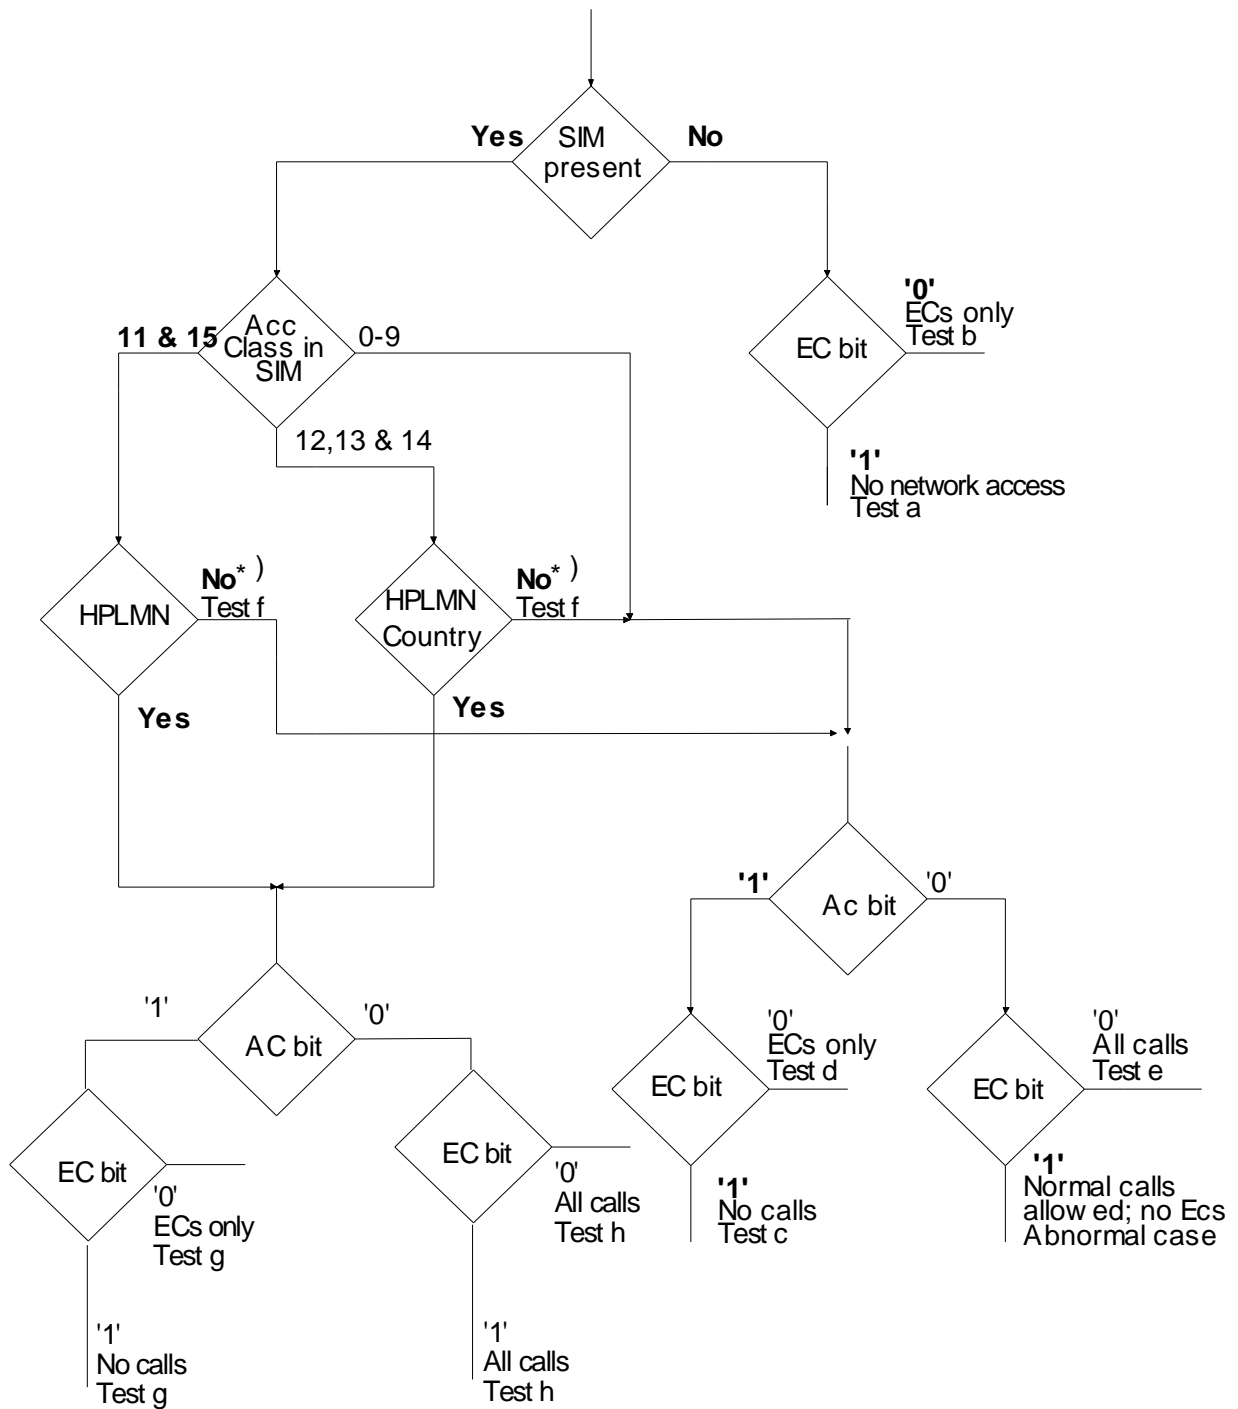 Yes
SIM
present
No
11 & 15
Acc
Class in
SIM
0-9
12,13 & 14
EC bit
'0'
ECs only
Test b
'1'
No network access
Test a
HPLMN
No* )
Test f
Yes
HPLMN
Country
No* )
Test f
Yes
'1'
Ac bit
'0'
'1'
AC bit
'0'
EC bit
'0'
ECs only
Test d
'1'
No calls
Test c
EC bit
'0'
All calls
Test e
'1'
Normal calls
allowed; no Ecs
Abnormal case
EC bit
'0'
ECs only
Test g
'1'
No calls
Test g
EC bit
'0'
All calls
Test h
'1'
All calls
Test h